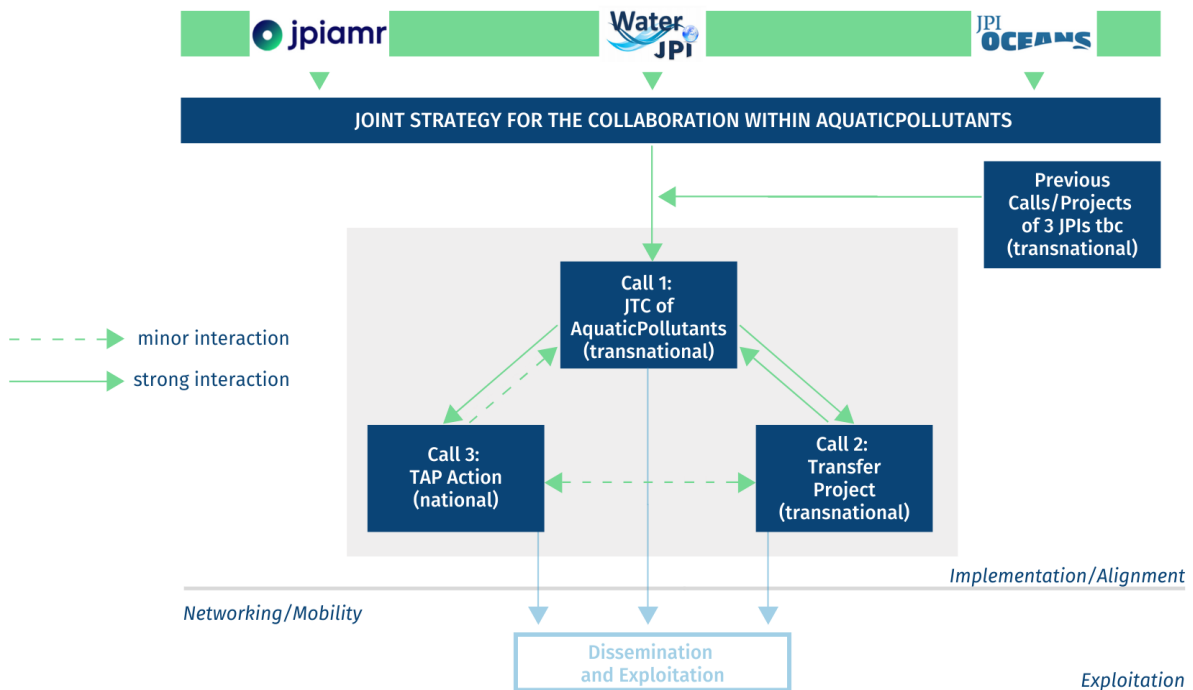 jpiamr
Water
JPI
JPI
OCEANS
JOINT STRATEGY FOR THE COLLABORATION WITHIN AQUATICPOLLUTANTS
Previous
Calls/Projects
of 3 JPIs tbc
(transnational)
Call 1:
JTC of
AquaticPollutants
(transnational)
minor interaction
strong interaction
Call 3:
TAP Action
(national)
Call 2:
Transfer
Project
(transnational)
Implementation/Alignment
Networking/Mobility
Dissemination
and Exploitation
Exploitation